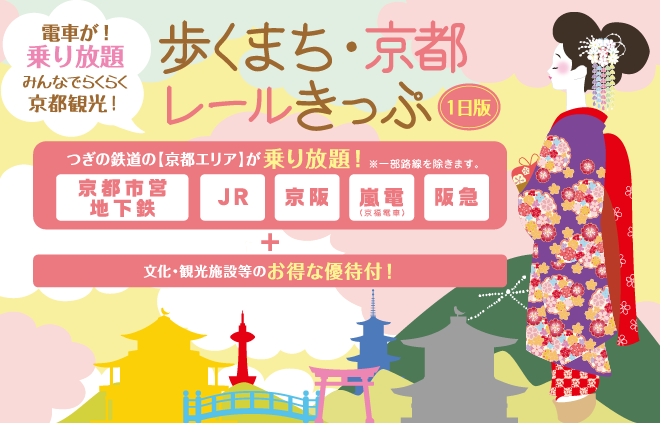 電車が！
乗り放題
みんなでらくらく
京都観光！
歩くまち・京都
レールきっぷ
1日版
つぎの鉄道の【京都エリア】が 乗り放題！ ※一部路線を除きます。
京都市営
地下鉄
JR
京阪
嵐電
（京福電車）
阪急
＋
文化・観光施設等のお得な優待付！